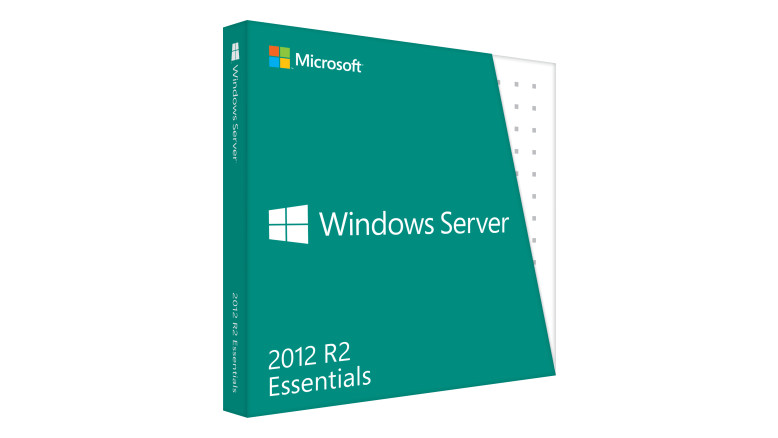 Microsoft
Windows Server
2012 R2
Essentials
Windows Server
2012 R2 Essentials